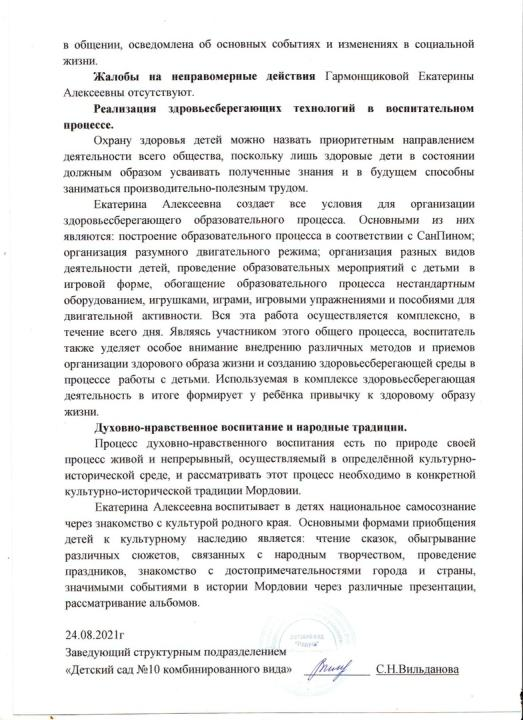 в общении, осведомлена об основных событиях и изменениях в социальной
жизни.
Жалобы на неправомерные действия Гармонщиковой Екатерины
Алексеевны отсутствуют.
Реализация здровьесберегающих технологий в воспитательном
процессе.
Охрану здоровья детей можно назвать приоритетным направлением
деятельности всего общества, поскольку лишь здоровые дети в состоянии
должным образом усваивать полученные знания и в будущем способны
заниматься производительно-полезным трудом.
Екатерина Алексеевна создает все условия для организации
здоровьесберегающего образовательного процесса. Основными из них
являются: построение образовательного процесса в соответствии с СанПином;
организация разумного двигательного режима; организация разных видов
деятельности детей, проведение образовательных мероприятий с детьми в
игровой форме, обогащение образовательного процесса нестандартным
оборудованием, игрушками, играми, игровыми упражнениями и пособиями для
двигательной активности. Вся эта работа осуществляется комплексно, в
течение всего дня. Являясь участником этого общего процесса, воспитатель
также уделяет особое внимание внедрению различных методов и приемов
организации здорового образа жизни и созданию здоровьесберегающей среды в
процессе работы с детьми. Используемая в комплексе здоровьесберегающая
деятельность в итоге формирует у ребёнка привычку к здоровому образу
жизни.
Духовно-нравственное воспитание и народные традиции.
Процесс духовно-нравственного воспитания есть по природе своей
процесс живой и непрерывный, осуществляемый в определённой культурно-
исторической среде, и рассматривать этот процесс необходимо в конкретной
культурно-исторической традиции Мордовии.
Екатерина Алексеевна воспитывает в детях национальное самосознание
через знакомство с культурой родного края. Основными формами приобщения
детей к культурному наследию является: чтение сказок, обыгрывание
различных сюжетов, связанных с народным творчеством, проведение
праздников, знакомство с достопримечательностями города и страны,
значимыми событиями в истории Мордовии через различные презентации,
рассматривание альбомов.
24.08.2021г
Заведующий структурным подразделением
«Детский сад №10 комбинированного вида» С.Н.Вильданова